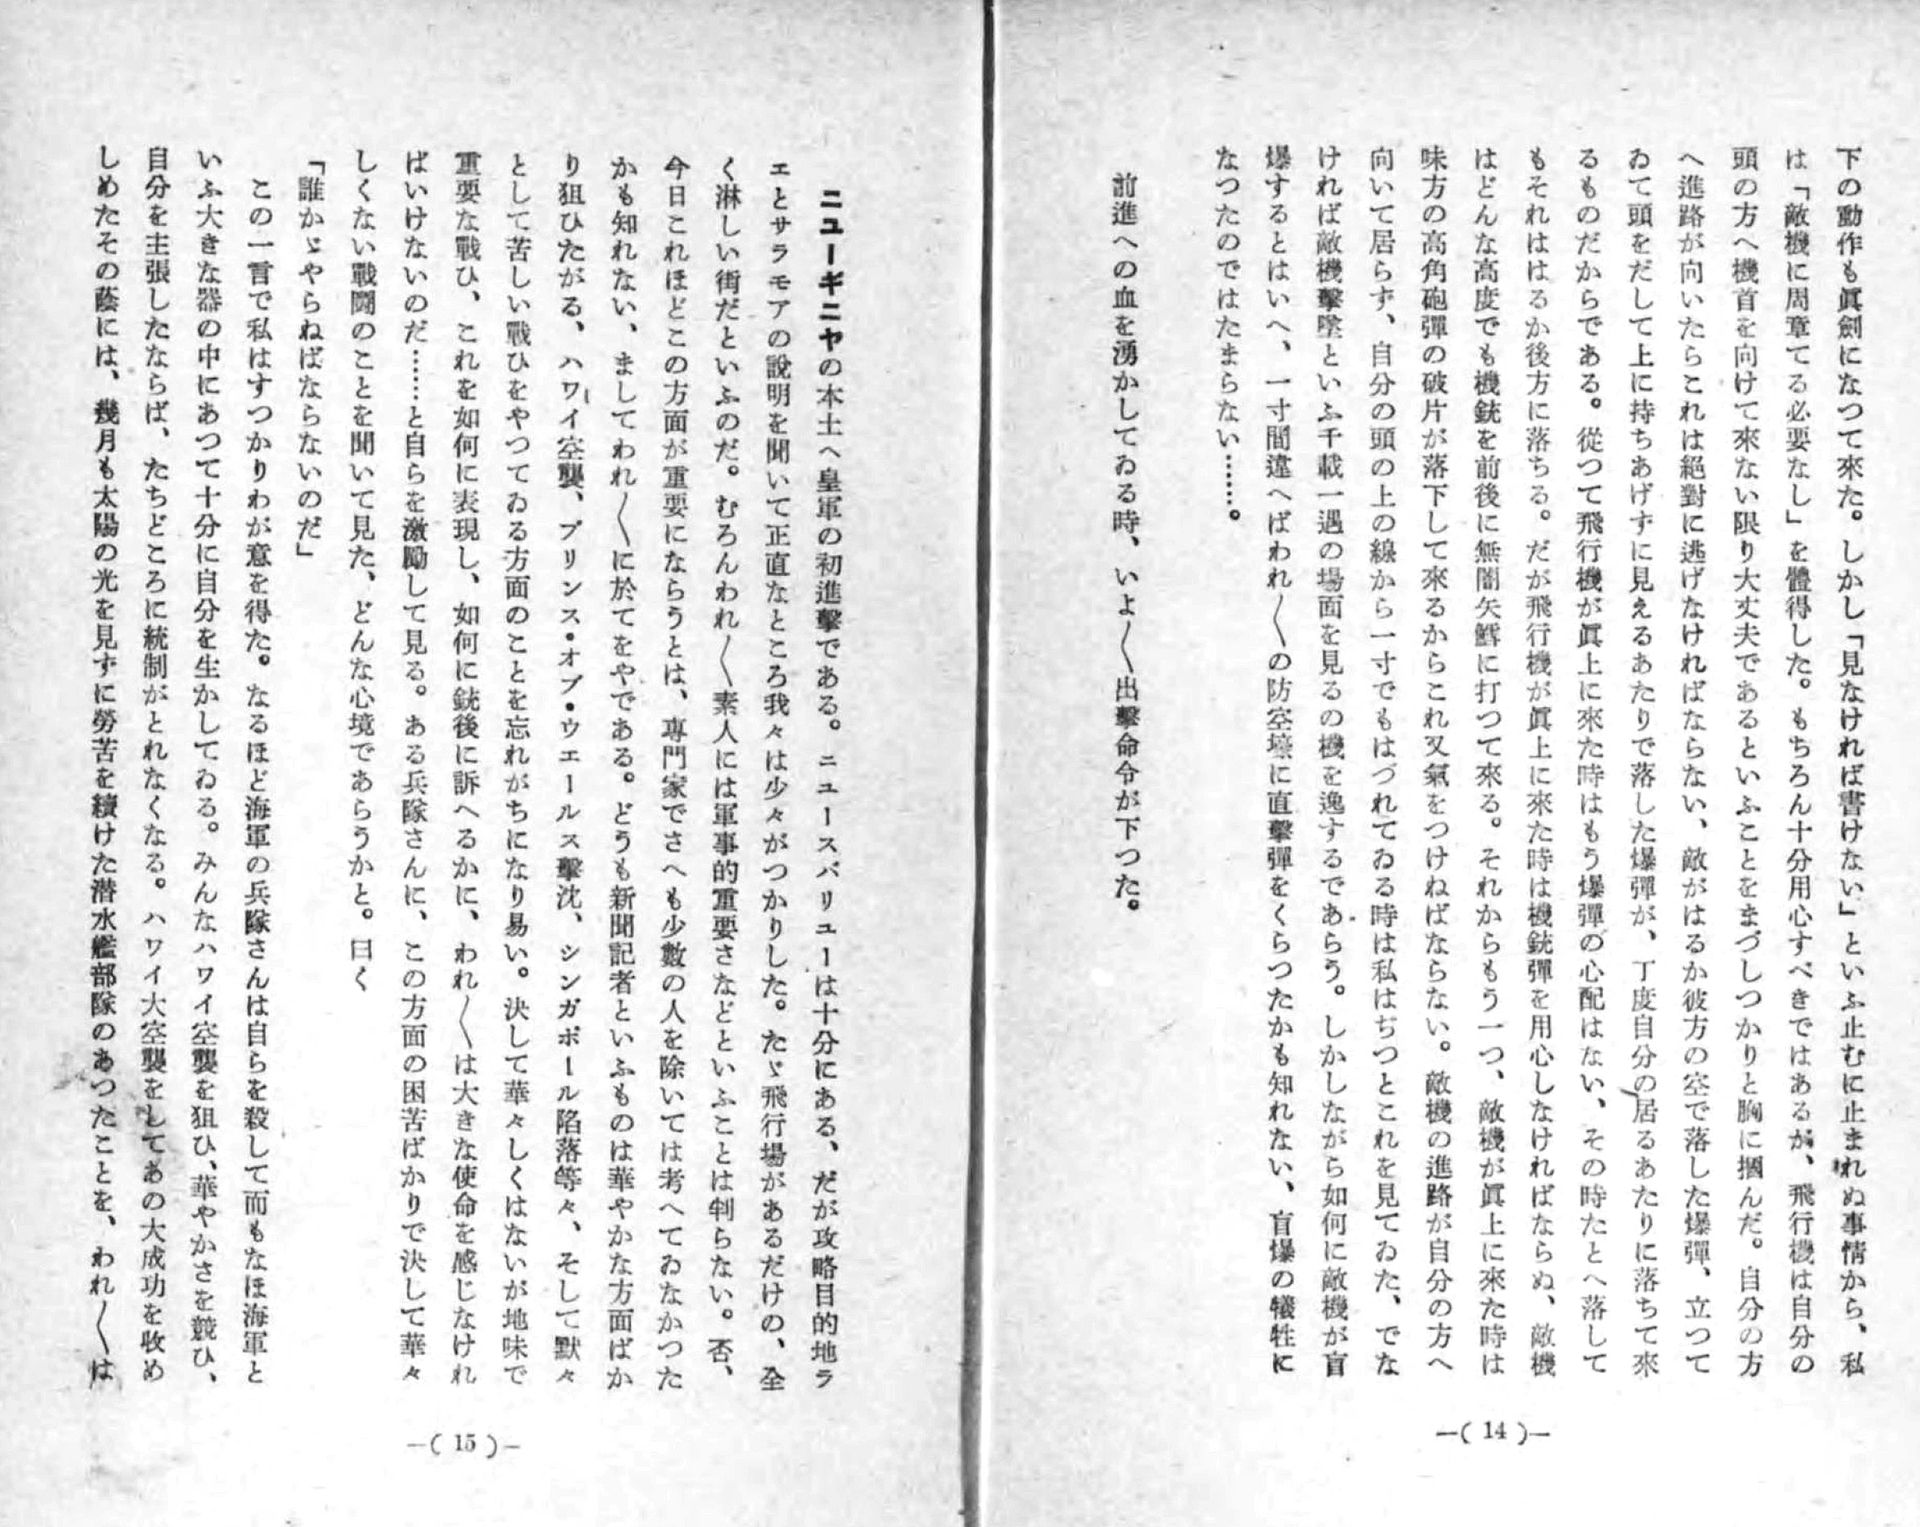 下の動作も眞劍になつて來た。しかし「見なければ書けない」といふ止むに止まれぬ事情から、私
は「敵機に周章てる必要なし」を體得した。もちろん十分用心すべきではあるが、飛行機は自分の
頭の方へ機首を向けて來ない限り大丈夫であるといふことをまづしつかりと胸に摑んだ。自分の方
へ進路が向いたらこれは絕對に逃げなければならない、敵がはるか彼方の空で落した爆彈、立つて
ゐて頭をだして上に持ちあげずに見えるあたりで落した爆彈が、丁度自分の居るあたりに落ちて來
るものだからである。從つて飛行機が眞上に來た時はもう爆彈の心配はない、その時たとへ落して
もそれははるか後方に落ちる。だが飛行機が眞上に來た時は機銃彈を用心しなければならぬ、敵機
はどんな高度でも機銃を前後に無闇矢鱈に打つて來る。それからもう一つ、敵機が眞上に來た時は
味方の高角砲彈の破片が落下して來るからこれ又氣をつけねばならない。敵機の進路が自分の方へ
向いて居らず、自分の頭の上の線から一寸でもはづれてゐる時は私はぢつとこれを見てゐた、でな
ければ敵機擊墜といふ千載一遇の場面を見るの機を逸するであらう。しかしながら如何に敵機が盲
爆するとはいへ、一寸間違へばわれ〳〵の防空壕に直擊彈をくらつたかも知れない、盲爆の犧牲に
なつたのではたまらない……。
前進への血を湧かしてゐる時、いよ〳〵出擊命令が下つた。
—( 14 )—
ニユーギニヤの本土へ皇軍の初進擊である。ニユースバリユーは十分にある、だが攻略目的地ラ
エとサラモアの說明を聞いて正直なところ我々は少々がつかりした。たゞ飛行場があるだけの、全
く淋しい街だといふのだ。むろんわれ〳〵素人には軍事的重要さなどといふことは判らない。否、
今日これほどこの方面が重要にならうとは、專門家でさへも少數の人を除いては考へてゐなかつた
かも知れない、ましてわれ〳〵に於てをやである。どうも新聞記者といふものは華やかな方面ばか
り狙ひたがる、ハワイ空襲、プリンス・オブ・ウエールス擊沈、シンガポール陷落等々、そして默々
として苦しい戰ひをやつてゐる方面のことを忘れがちになり易い。決して華々しくはないが地味で
重要な戰ひ、これを如何に表現し、如何に銃後に訴へるかに、われ〳〵は大きな使命を感じなけれ
ばいけないのだ……と自らを激勵して見る。ある兵隊さんに、この方面の困苦ばかりで決して華々
しくない戰鬪のことを聞いて見た、どんな心境であらうかと。曰く
「誰かゞやらねばならないのだ」
この一言で私はすつかりわが意を得た。なるほど海軍の兵隊さんは自らを殺して而もなほ海軍と
いふ大きな器の中にあつて十分に自分を生かしてゐる。みんなハワイ空襲を狙ひ、華やかさを競ひ、
自分を主張したならば、たちどころに統制がとれなくなる。ハワイ大空襲をしてあの大成功を收め
しめたその蔭には、幾月も太陽の光を見ずに勞苦を續けた潜水艦部隊のあつたことを、われ〳〵は
—( 15 )—